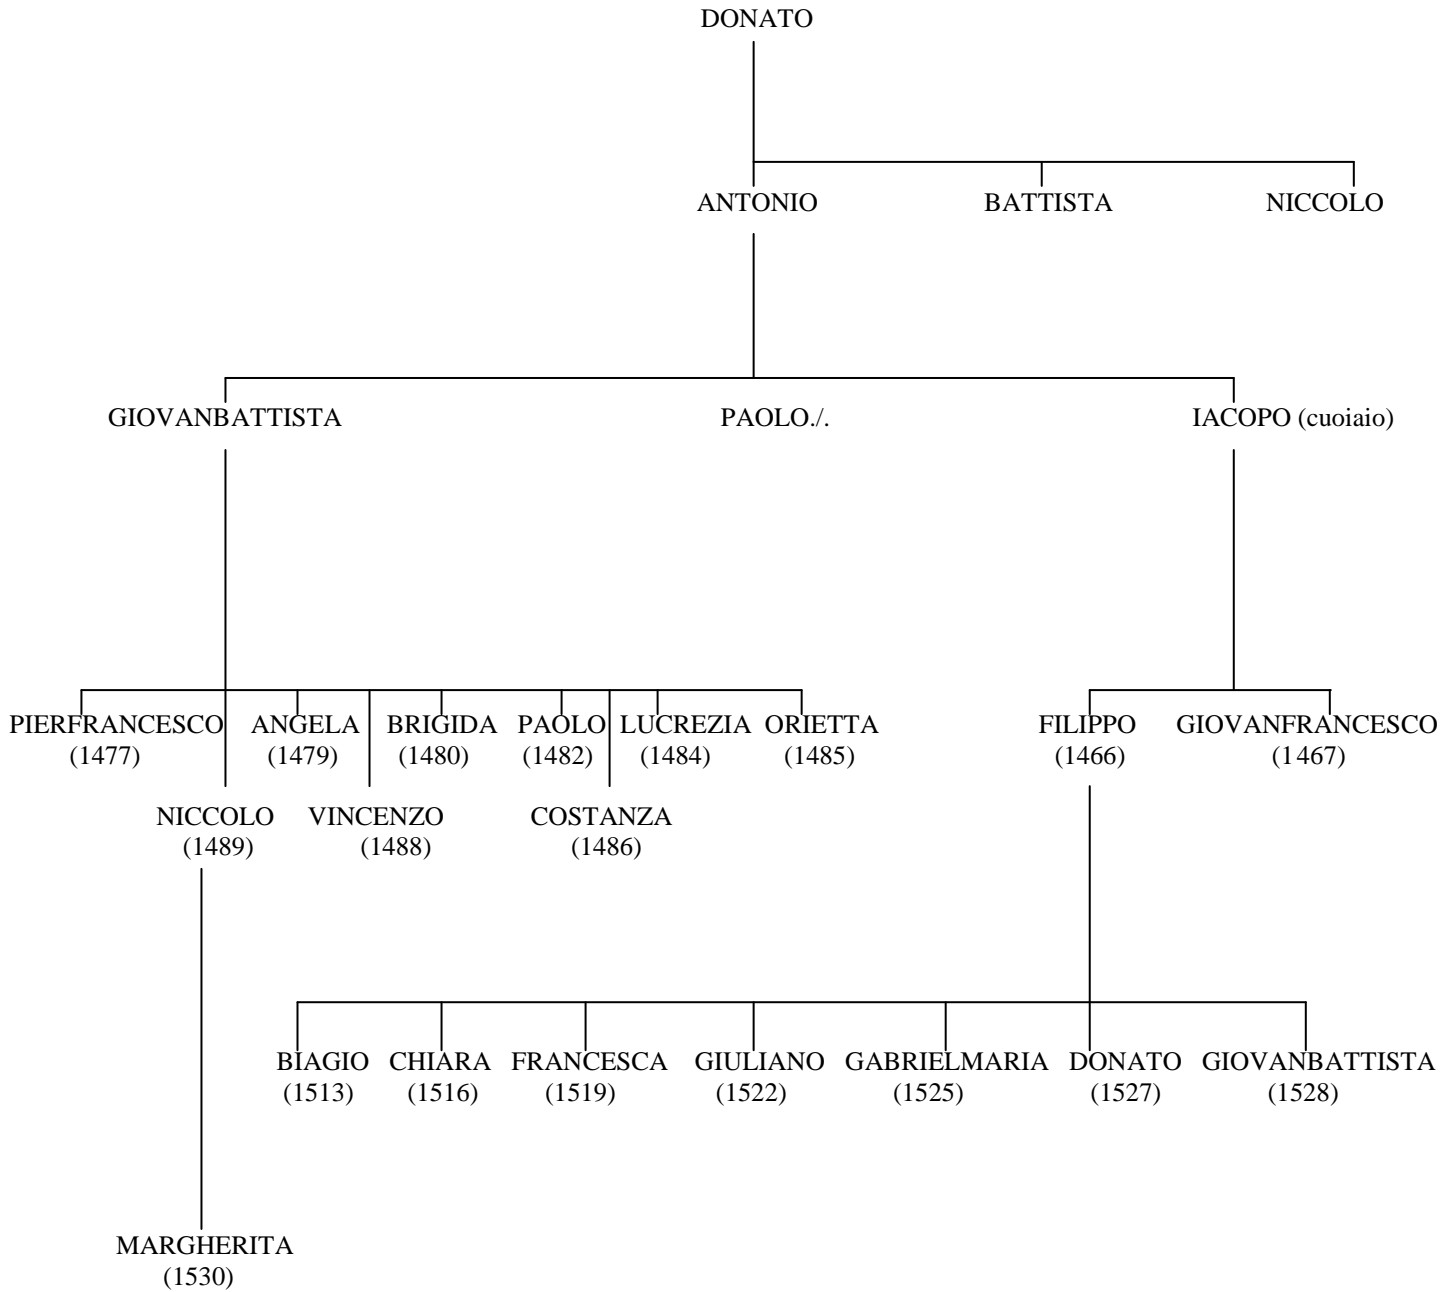 DONATO
ANTONIO BATTISTA NICCOLO
GIOVANBATTISTA PAOLO./. IACOPO (cuoiaio)
PIERFRANCESCO ANGELA BRIGIDA PAOLO LUCREZIA ORIETTA FILIPPO GIOVANFRANCESCO
(1477) (1479) (1480) (1482) (1484) (1485) (1466) (1467)
NICCOLO VINCENZO COSTANZA
(1489) (1488) (1486)
BIAGIO CHIARA FRANCESCA GIULIANO GABRIELMARIA DONATO GIOVANBATTISTA
(1513) (1516) (1519) (1522) (1525) (1527) (1528)
MARGHERITA
(1530)